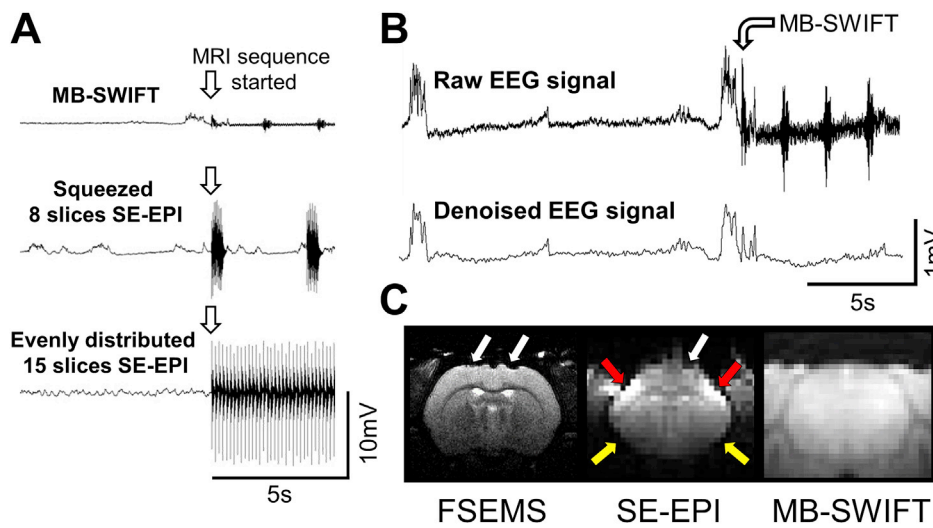 A
MRI sequence
started
MB-SWIFT
Squeezed
8 slices SE-EPI
Evenly distributed
15 slices SE-EPI
10mV
5s
B
MB-SWIFT
Raw EEG signal
Denoised EEG signal
1mV
5s
C
FSEMS
SE-EPI
MB-SWIFT